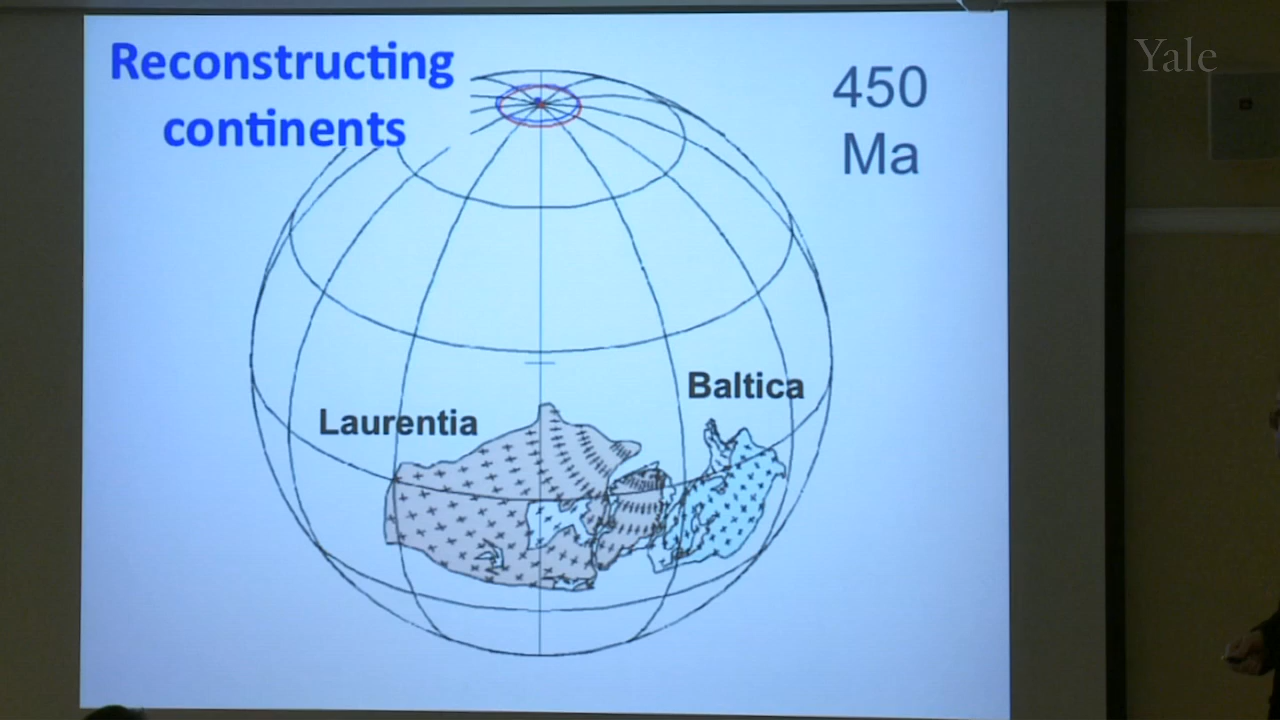 Reconstructing
continents
450
Ma
Yale
Baltica
Laurentia